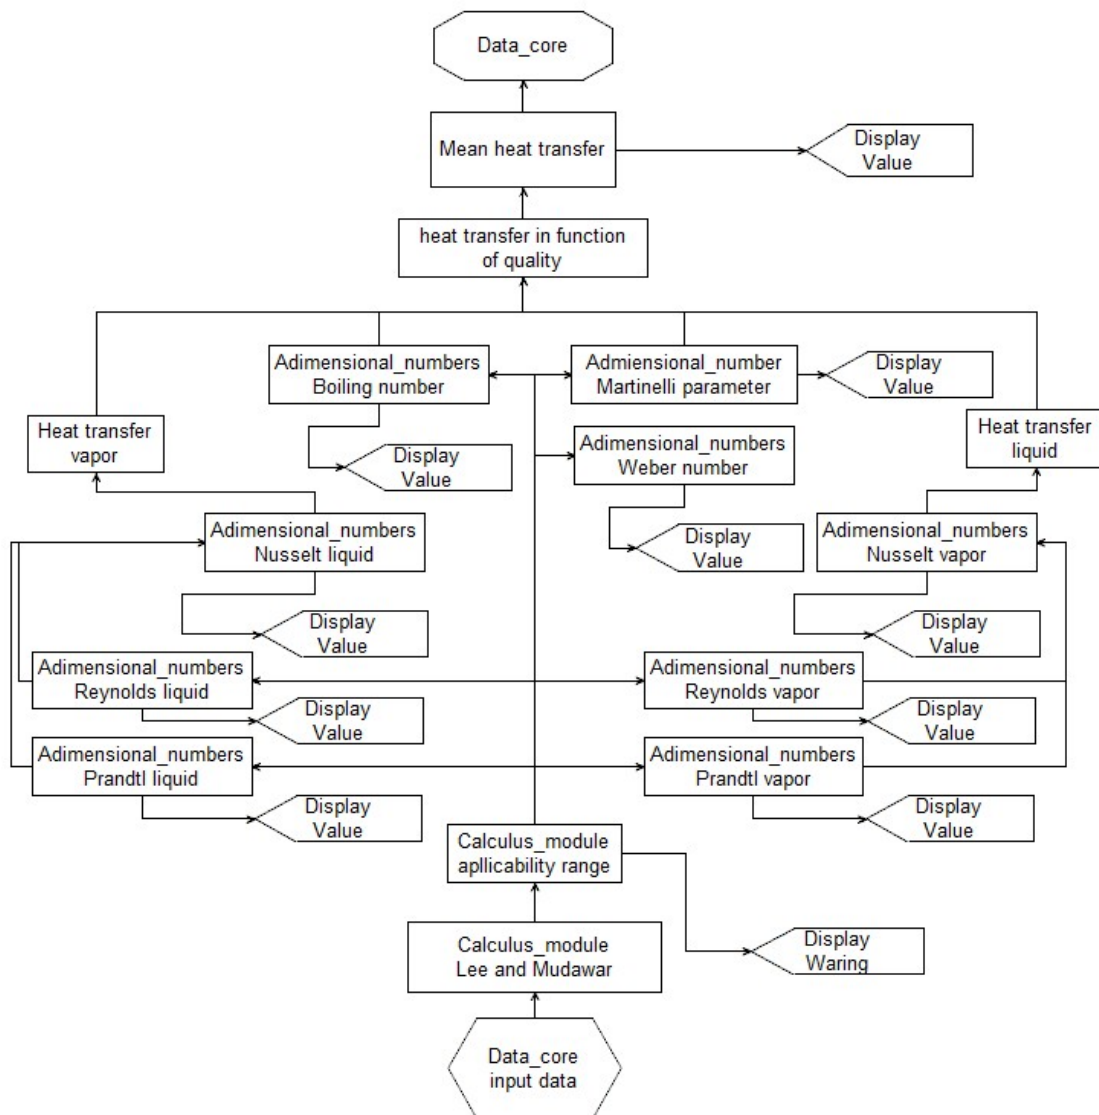 Data_core
Mean heat transfer
Display
Value
heat transfer in function
of quality
Adimensional_numbers
Boiling number
Admiensional_number
Martinelli parameter
Display
Value
Heat transfer
vapor
Display
Value
Adimensional_numbers
Weber number
Heat transfer
liquid
Adimensional_numbers
Nusselt liquid
Display
Value
Adimensional_numbers
Nusselt vapor
Display
Value
Display
Value
Adimensional_numbers
Reynolds liquid
Adimensional_numbers
Reynolds vapor
Display
Value
Display
Value
Adimensional_numbers
Prandtl liquid
Adimensional_numbers
Prandtl vapor
Display
Value
Display
Value
Calculus_module
apllicability range
Calculus_module
Lee and Mudawar
Display
Waring
Data_core
input data